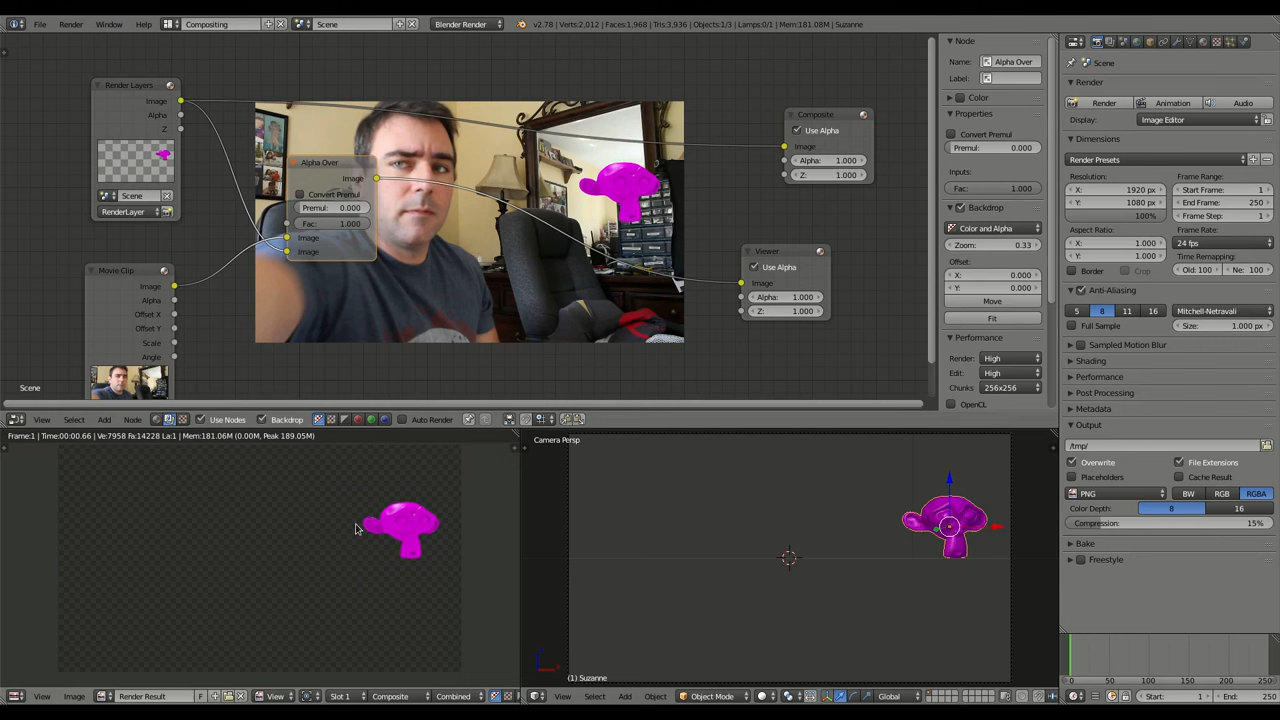 File Render Window Help Compositing Scene Blender Render v2.78 | Verts:2,012 | Faces:1,968 | Tris:3,936 | Objects:1/3 | Lamps:0/1 | Mem:181.08M | Suzanne
Render Layers
Image
Alpha
Z
Scene
RenderLayer
Movie Clip
Image
Alpha
Offset X
Offset Y
Scale
Angle
Alpha Over
Image
Convert Premul
Premul: 0.000
Fac: 1.000
Image
Image
Composite
Use Alpha
Image
Alpha: 1.000
Z: 1.000
Viewer
Use Alpha
Image
Alpha: 1.000
Z: 1.000
Scene
Node
Name: Alpha Over
Label:
Color
Properties
Convert Premul
Premul: 0.000
Inputs:
Fac: 1.000
Backdrop
Color and Alpha
Zoom: 0.33
Offset:
X: 0.000
Y: 0.000
Move
Fit
Performance
Render: High
Edit: High
Chunks 256x256
OpenCL
View Select Add Node Use Nodes Backdrop Auto Render
Scene
Render
Render Animation Audio
Display: Image Editor
Dimensions
Render Presets
Resolution: Frame Range:
X: 1920 px Start Frame: 1
Y: 1080 px End Frame: 250
100% Frame Step: 1
Aspect Ratio: Frame Rate:
X: 1.000 24 fps
Y: 1.000 Time Remapping:
Border Crop Old: 100 Ne: 100
Anti-Aliasing
5 8 11 16 Mitchell-Netravali
Full Sample Size: 1.000 px
Sampled Motion Blur
Shading
Performance
Post Processing
Metadata
Output
/tmp/
Overwrite File Extensions
Placeholders Cache Result
PNG BW RGB RGBA
Color Depth: 8 16
Compression: 15%
Bake
Freestyle
Frame:1 | Time:00:00.66 | Ve:7958 Fa:14228 La:1 | Mem:181.06M (0.00M, Peak 189.05M)
View Image Render Result F View Slot 1 Composite Combined
Camera Persp
(1) Suzanne
View Select Add Object Object Mode Global
0 50 100 150 200 250
Start: 1 End: 250